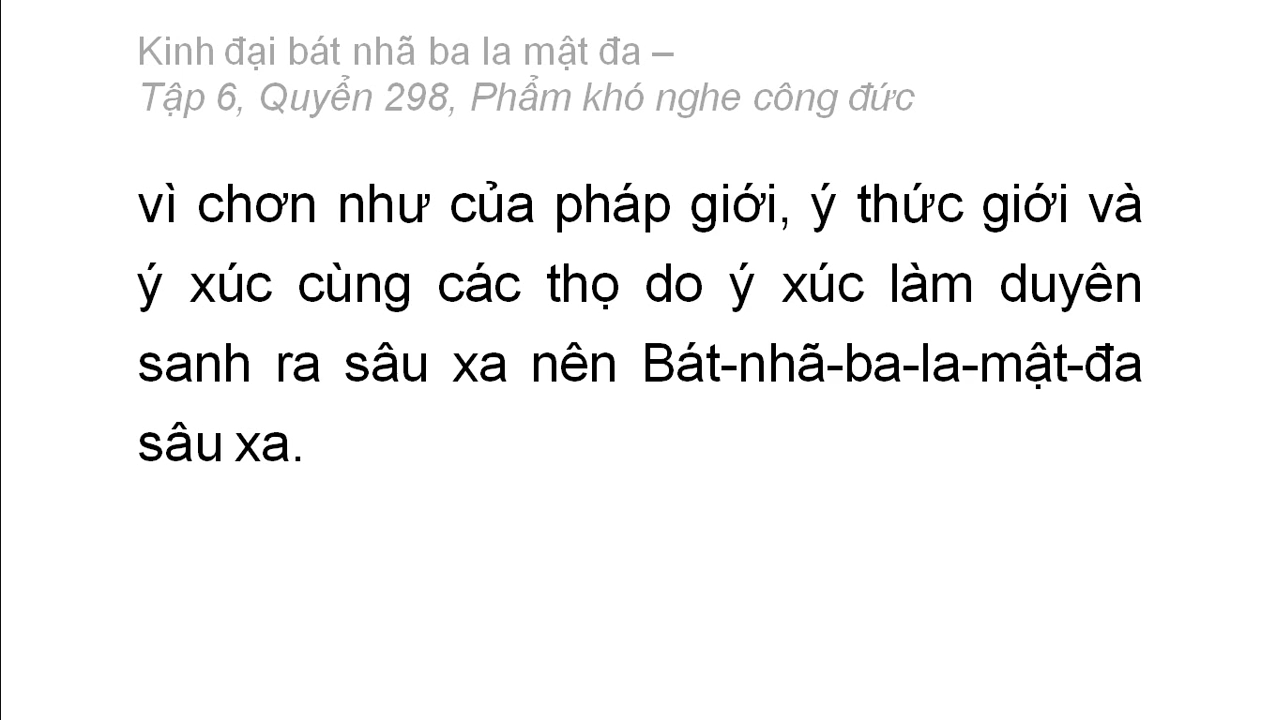 Kinh đại bát nhã ba la mật đa –
Tập 6, Quyển 298, Phẩm khó nghe công đức
vì chơn như của pháp giới, ý thức giới và
ý xúc cùng các thọ do ý xúc làm duyên
sanh ra sâu xa nên Bát-nhã-ba-la-mật-đa
sâu xa.